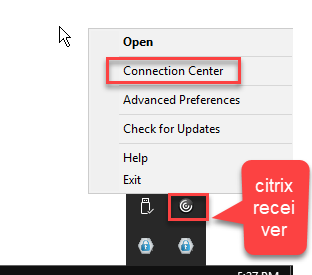 Open
Connection Center
Advanced Preferences
Check for Updates
Help
Exit
citrix
recei
ver